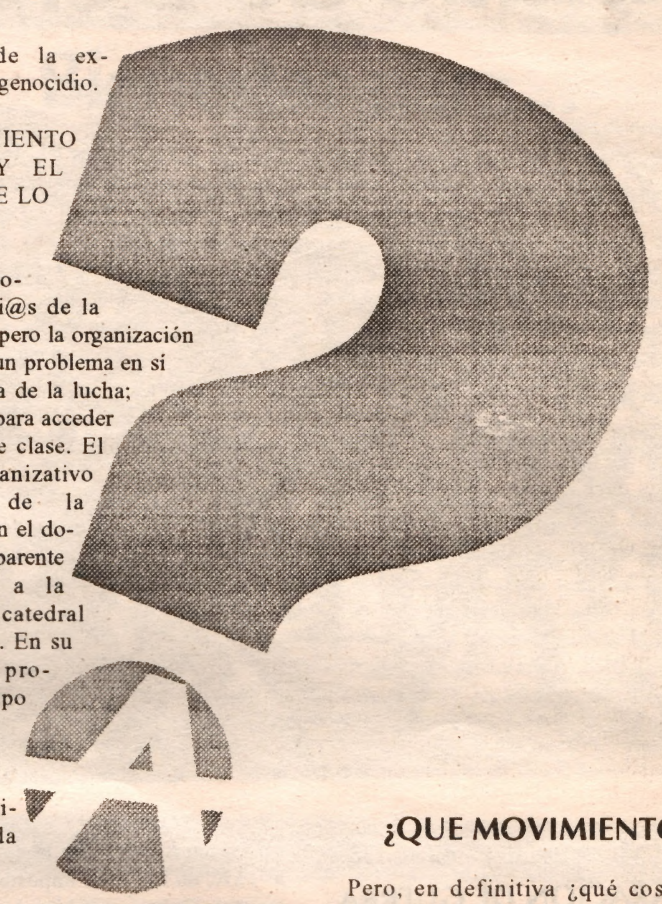 de la ex-
genocidio.
IENTO
Y EL
E LO
o-
i@s de la
pero la organización
un problema en sí
a de la lucha;
para acceder
e clase. El
anizativo
de la
n el do-
parente
a la
catedral
. En su
pro-
po
i-
la
¿QUE MOVIMIENTO
Pero, en definitiva ¿qué cos